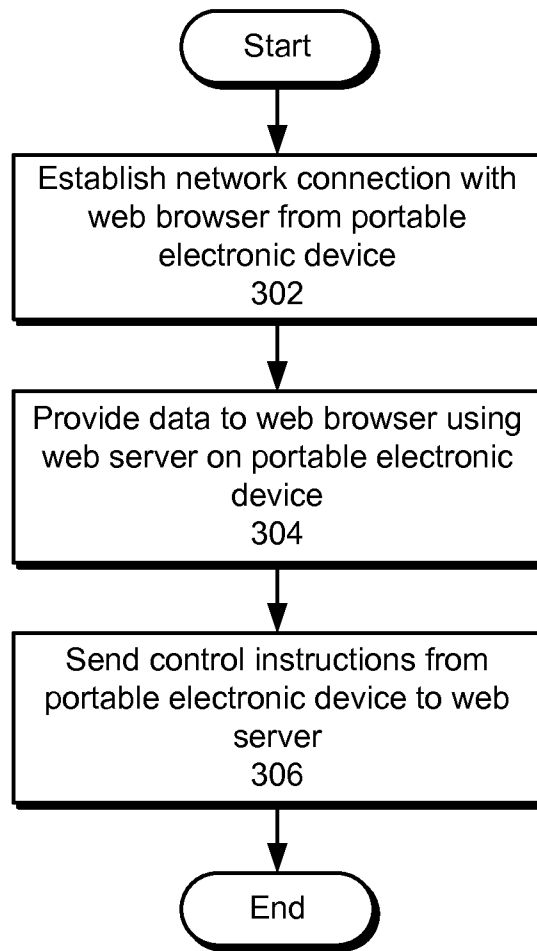 Start
Establish network connection with
web browser from portable
electronic device
302
Provide data to web browser using
web server on portable electronic
device
304
Send control instructions from
portable electronic device to web
server
306
End